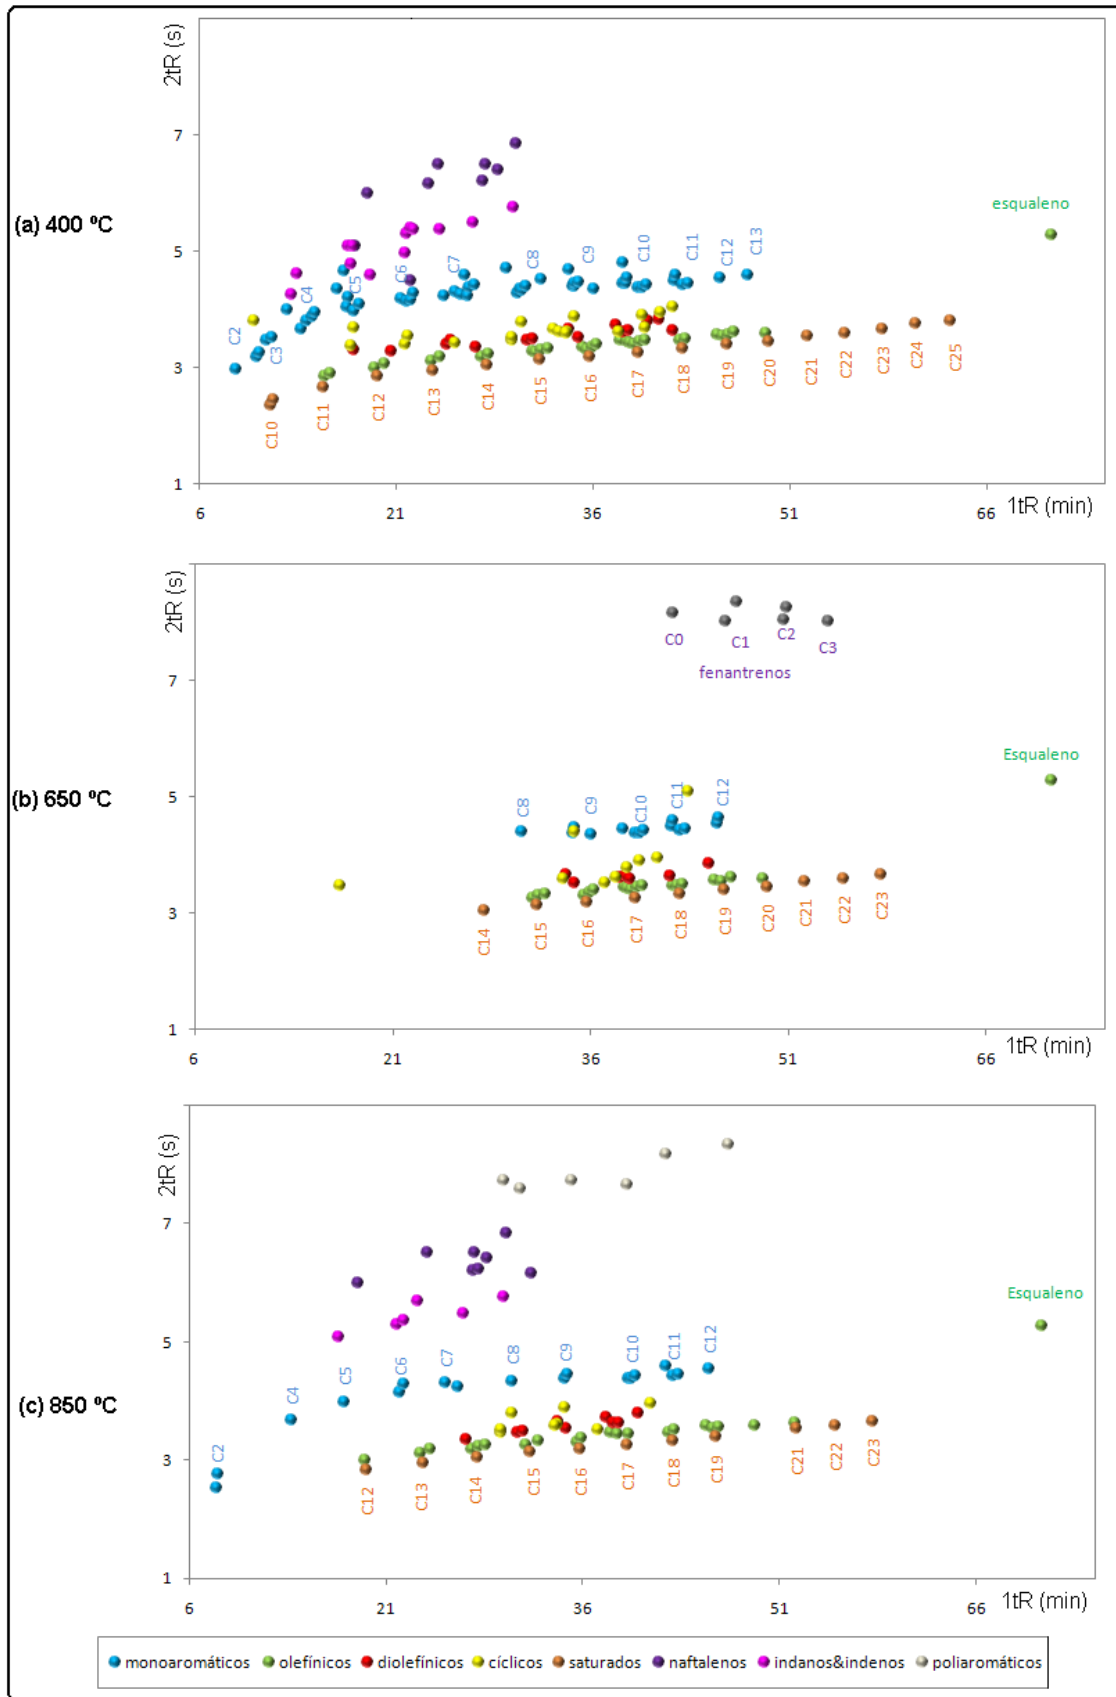 2tR (s)
7
esqualeno
(a) 400 ºC
5
3
1
C2
C3
C4
C5
C6
C7
C8
C9
C10
C11
C12
C13
C10
C11
C12
C13
C14
C15
C16
C17
C18
C19
C20
C21
C22
C23
C24
C25
6 21 36 51 66 1tR (min)
2tR (s)
C0 C1 C2 C3
fenantrenos
7
Esqualeno
(b) 650 ºC
5
3
1
C8
C9
C10
C11
C12
C14
C15
C16
C17
C18
C19
C20
C21
C22
C23
6 21 36 51 66 1tR (min)
2tR (s)
7
Esqualeno
5
(c) 850 ºC
3
1
C2
C4
C5
C6
C7
C8
C9
C10
C11
C12
C12
C13
C14
C15
C16
C17
C18
C19
C21
C22
C23
6 21 36 51 66 1tR (min)
monoaromáticos olefínicos diolefínicos cíclicos saturados naftalenos indanos&indenos poliaromáticos